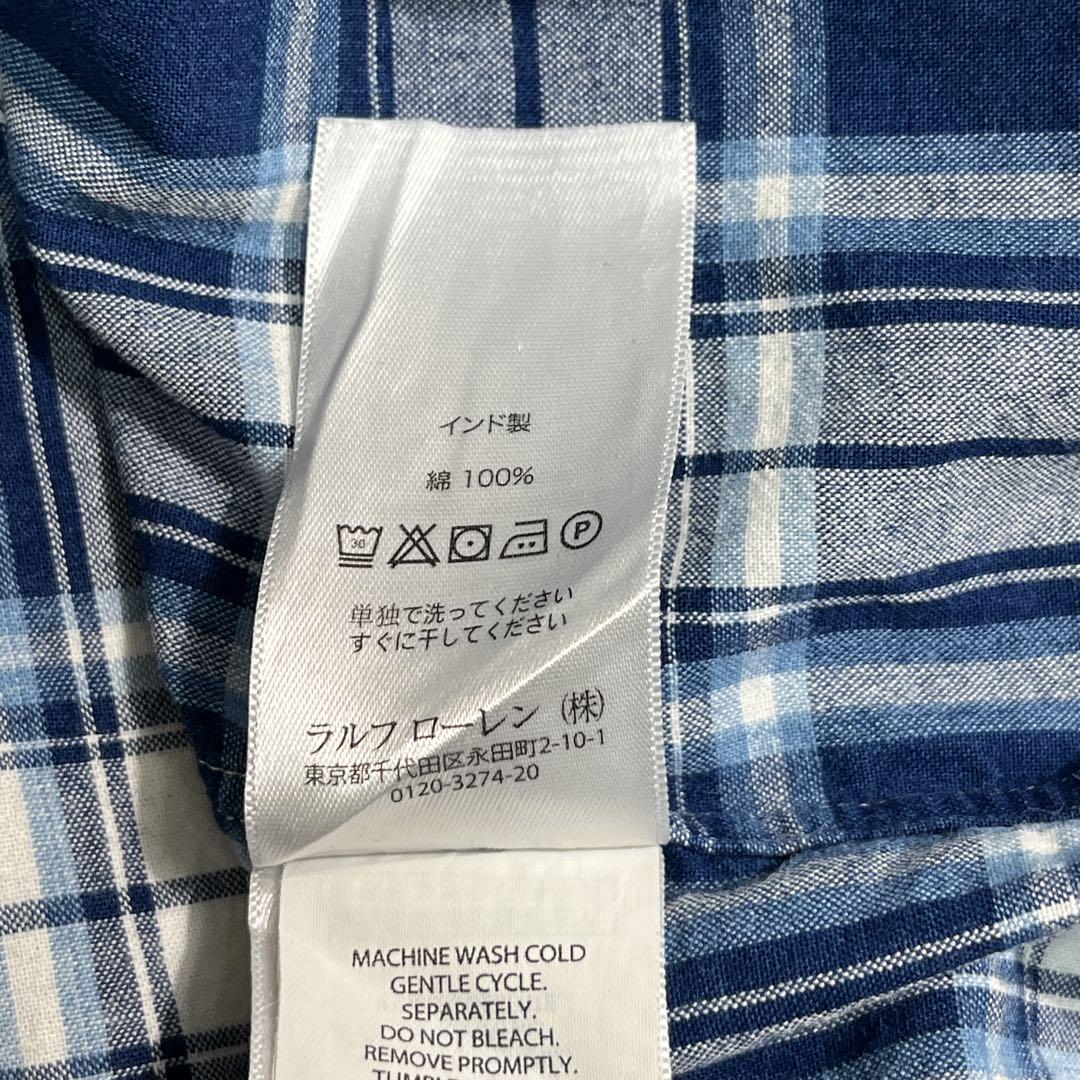 インド製
綿 100%
30
P
単独で洗ってください
すぐに干してください
ラルフ ローレン (株)
東京都千代田区永田町2-10-1
0120-3274-20
MACHINE WASH COLD
GENTLE CYCLE.
SEPARATELY.
DO NOT BLEACH.
REMOVE PROMPTLY.